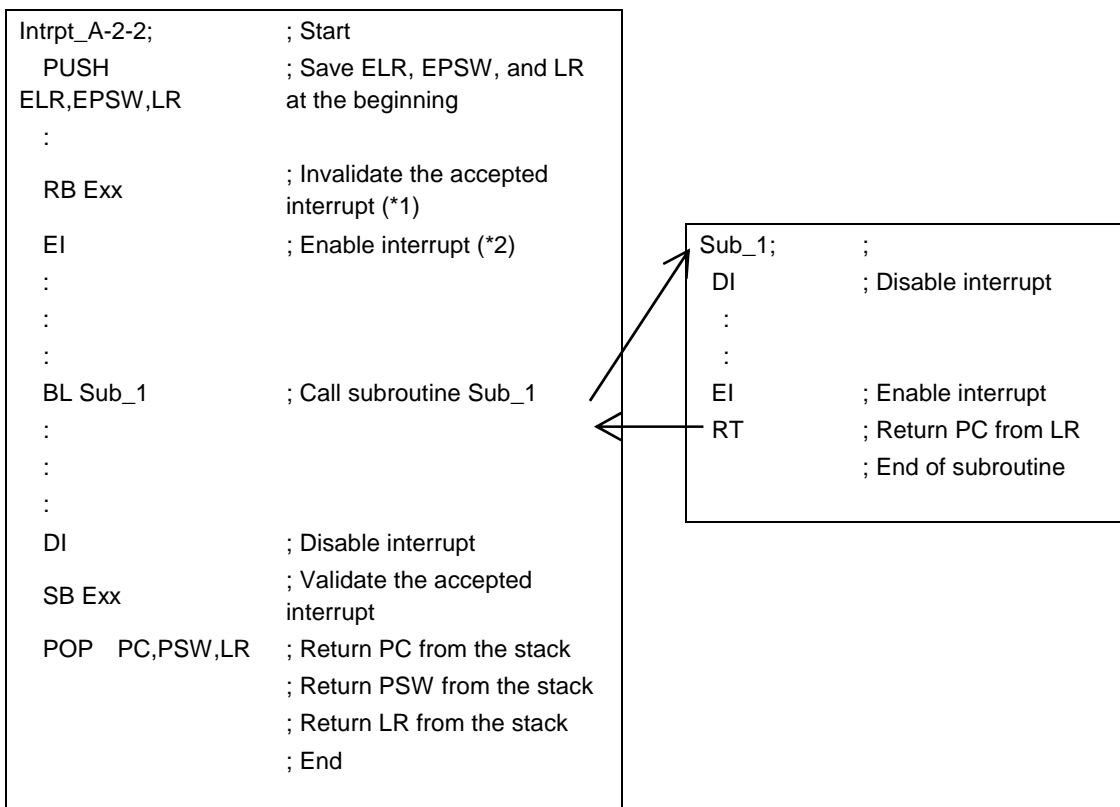 Intrpt_A-2-2; ; Start
PUSH ; Save ELR, EPSW, and LR
ELR,EPSW,LR at the beginning
:
RB Exx ; Invalidate the accepted
interrupt (*1)
EI ; Enable interrupt (*2)
:
:
:
BL Sub_1 ; Call subroutine Sub_1
:
:
:
DI ; Disable interrupt
SB Exx ; Validate the accepted
interrupt
POP PC,PSW,LR ; Return PC from the stack
; Return PSW from the stack
; Return LR from the stack
; End
Sub_1; ;
DI ; Disable interrupt
:
:
EI ; Enable interrupt
RT ; Return PC from LR
; End of subroutine